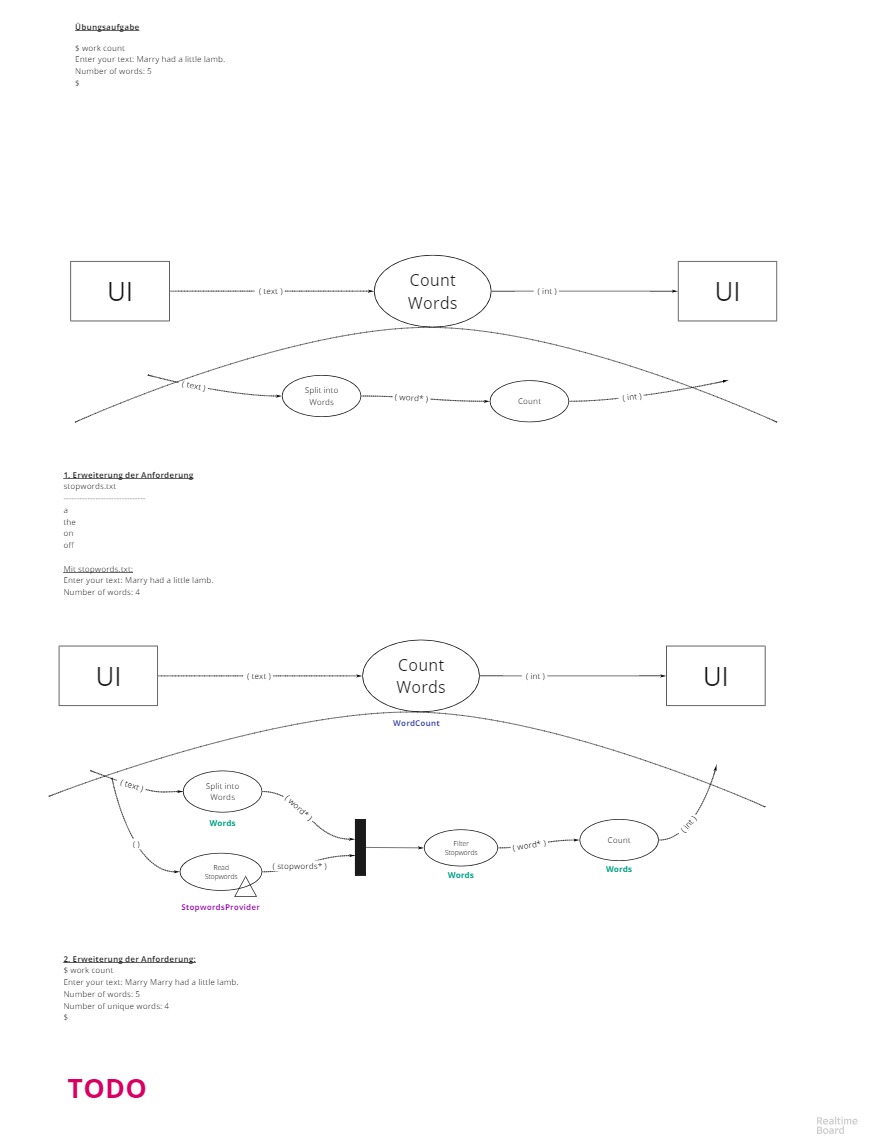 Übungsaufgabe
$ work count
Enter your text: Marry had a little lamb.
Number of words: 5
$
UI
( text )
Count
Words
( int )
UI
( text )
Split into
Words
( word* )
Count
( int )
1. Erweiterung der Anforderung
stopwords.txt
--------------------------------
a
the
on
off
Mit stopwords.txt:
Enter your text: Marry had a little lamb.
Number of words: 4
UI
( text )
Count
Words
( int )
UI
WordCount
( text )
Split into
Words
( word* )
Words
( )
Read
Stopwords
( stopwords* )
StopwordsProvider
Filter
Stopwords
Words
( word* )
Count
Words
( int )
2. Erweiterung der Anforderung:
$ work count
Enter your text: Marry Marry had a little lamb.
Number of words: 5
Number of unique words: 4
$
TODO
Realtime
Board